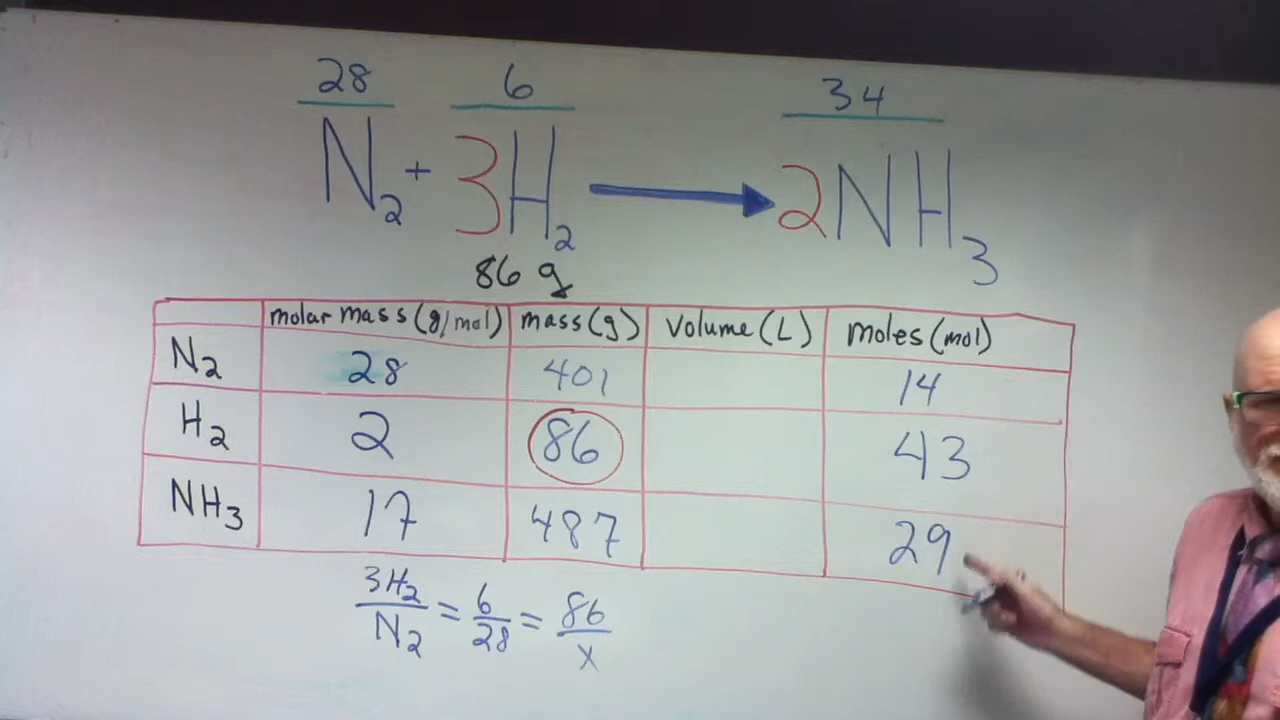 28 6 34
N2 + 3H2 → 2NH3
86 g
molar mass (g/mol) mass (g) Volume (L) moles (mol)
N2 28 401 14
H2 2 86 43
NH3 17 487 29
3H2/N2 = 6/28 = 86/x